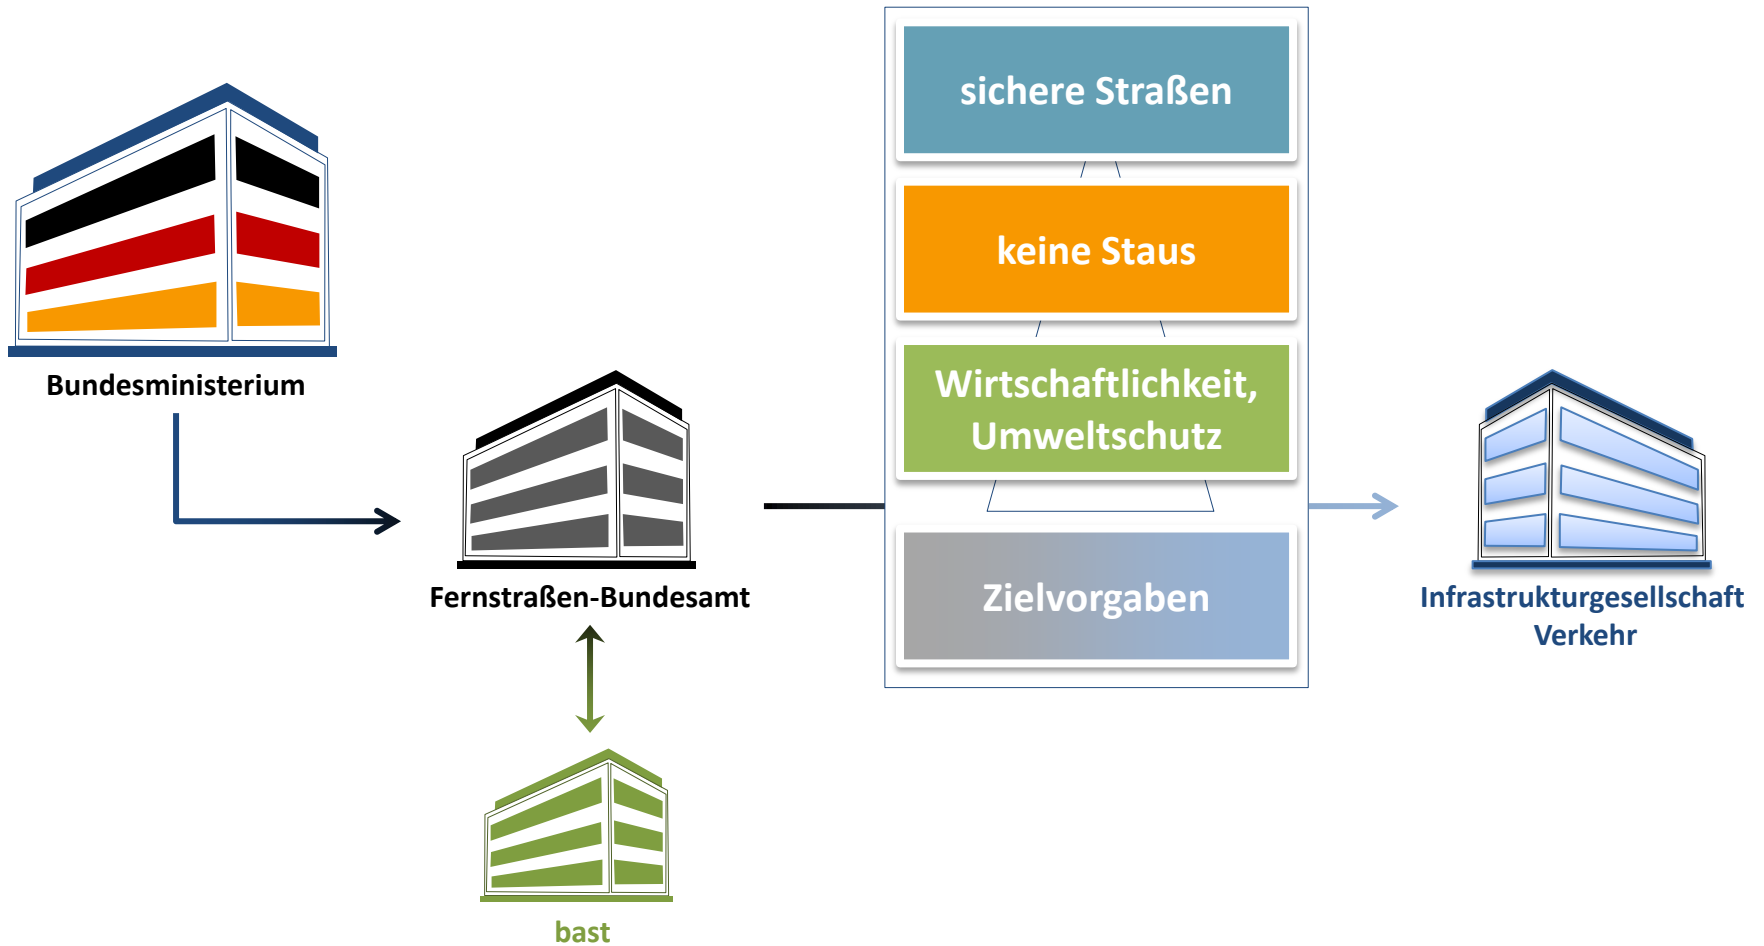 sichere Straßen
keine Staus
Wirtschaftlichkeit,
Umweltschutz
Zielvorgaben
Bundesministerium
Fernstraßen-Bundesamt
bast
Infrastrukturgesellschaft
Verkehr